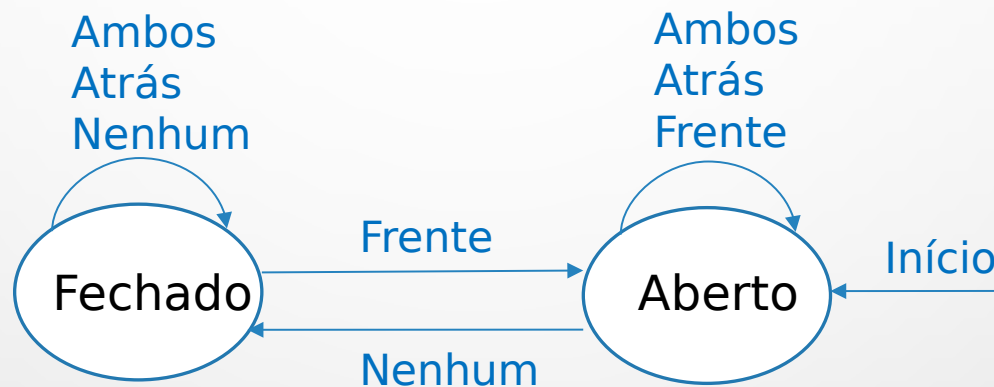 Ambos
Atrás
Nenhum
Ambos
Atrás
Frente
Frente
Início
Fechado
Aberto
Nenhum